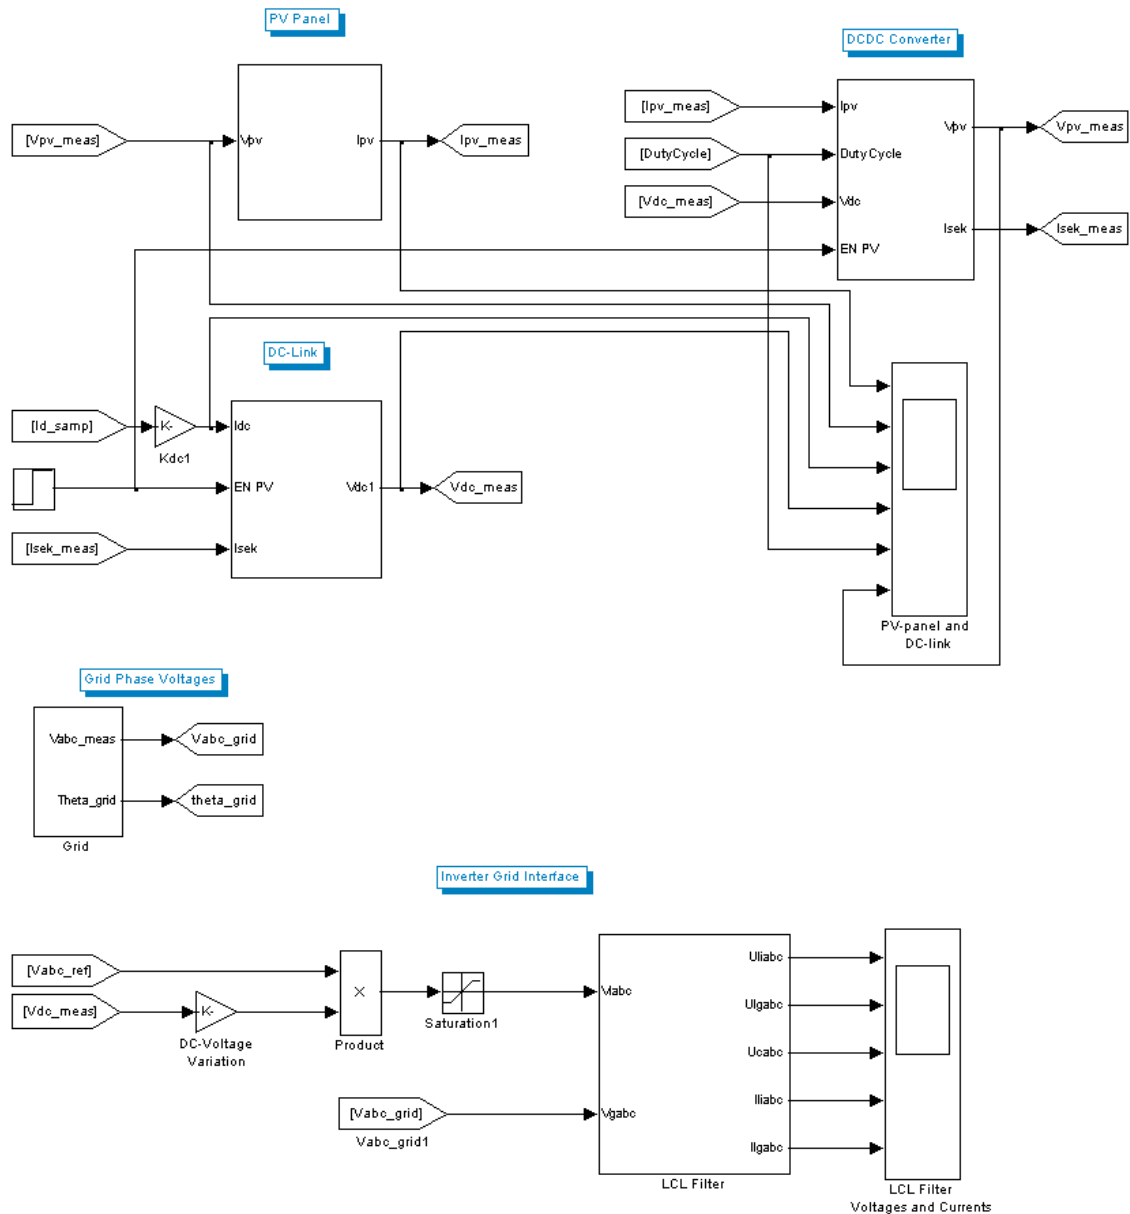 PV Panel
DCDC Converter
[Vpv_meas]
Vpv
Ipv
Ipv_meas
[Ipv_meas]
[DutyCycle]
[Vdc_meas]
Ipv
DutyCycle
Vdc
EN PV
Vpv
Isek
Vpv_meas
Isek_meas
DC-Link
[Id_samp]
K-
Kdc1
Idc
EN PV
Isek
Vdc1
Vdc_meas
[Isek_meas]
PV-panel and
DC-link
Grid Phase Voltages
Vabc_meas
Theta_grid
Grid
Vabc_grid
theta_grid
Inverter Grid Interface
[Vabc_ref]
[Vdc_meas]
K-
DC-Voltage
Variation
×
Product
Saturation1
[Vabc_grid]
Vabc_grid1
Vabc
Vgabc
Uliabc
Ulgabc
Ucabc
Iliabc
Ilgabc
LCL Filter
LCL Filter
Voltages and Currents